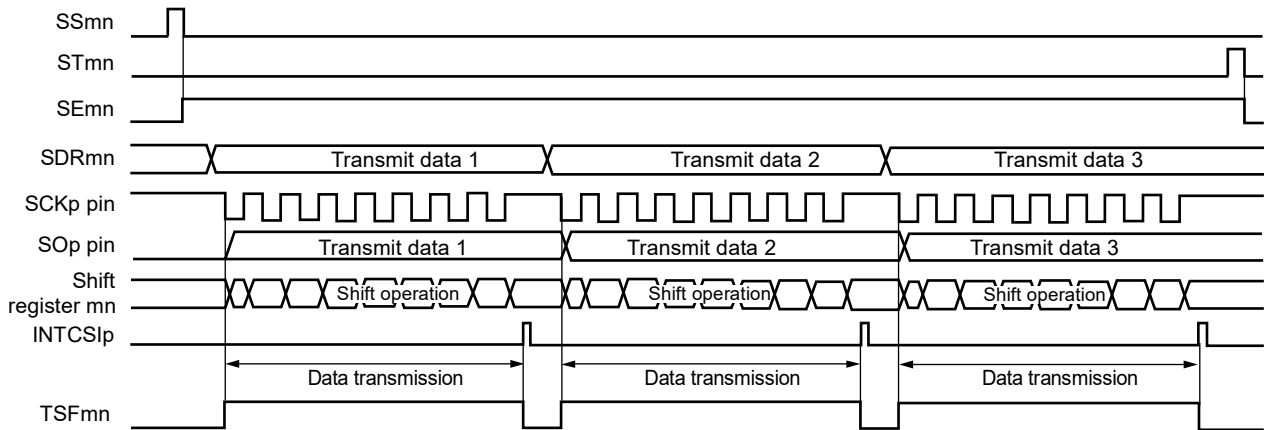 SSmn
STmn
SEmn
SDRmn Transmit data 1 Transmit data 2 Transmit data 3
SCKp pin
SOp pin Transmit data 1 Transmit data 2 Transmit data 3
Shift
register mn Shift operation Shift operation Shift operation
INTCSIp
Data transmission Data transmission Data transmission
TSFmn